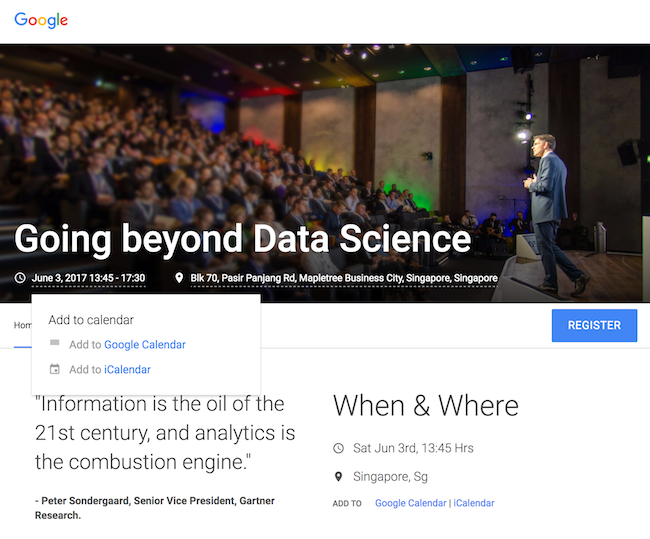 Google
Going beyond Data Science
June 3, 2017 13:45 - 17:30
Blk 70, Pasir Panjang Rd, Mapletree Business City, Singapore, Singapore
Add to calendar
Add to Google Calendar
Add to iCalendar
REGISTER
"Information is the oil of the
21st century, and analytics is
the combustion engine."
- Peter Sondergaard, Senior Vice President, Gartner
Research.
When & Where
Sat Jun 3rd, 13:45 Hrs
Singapore, Sg
ADD TO Google Calendar | iCalendar